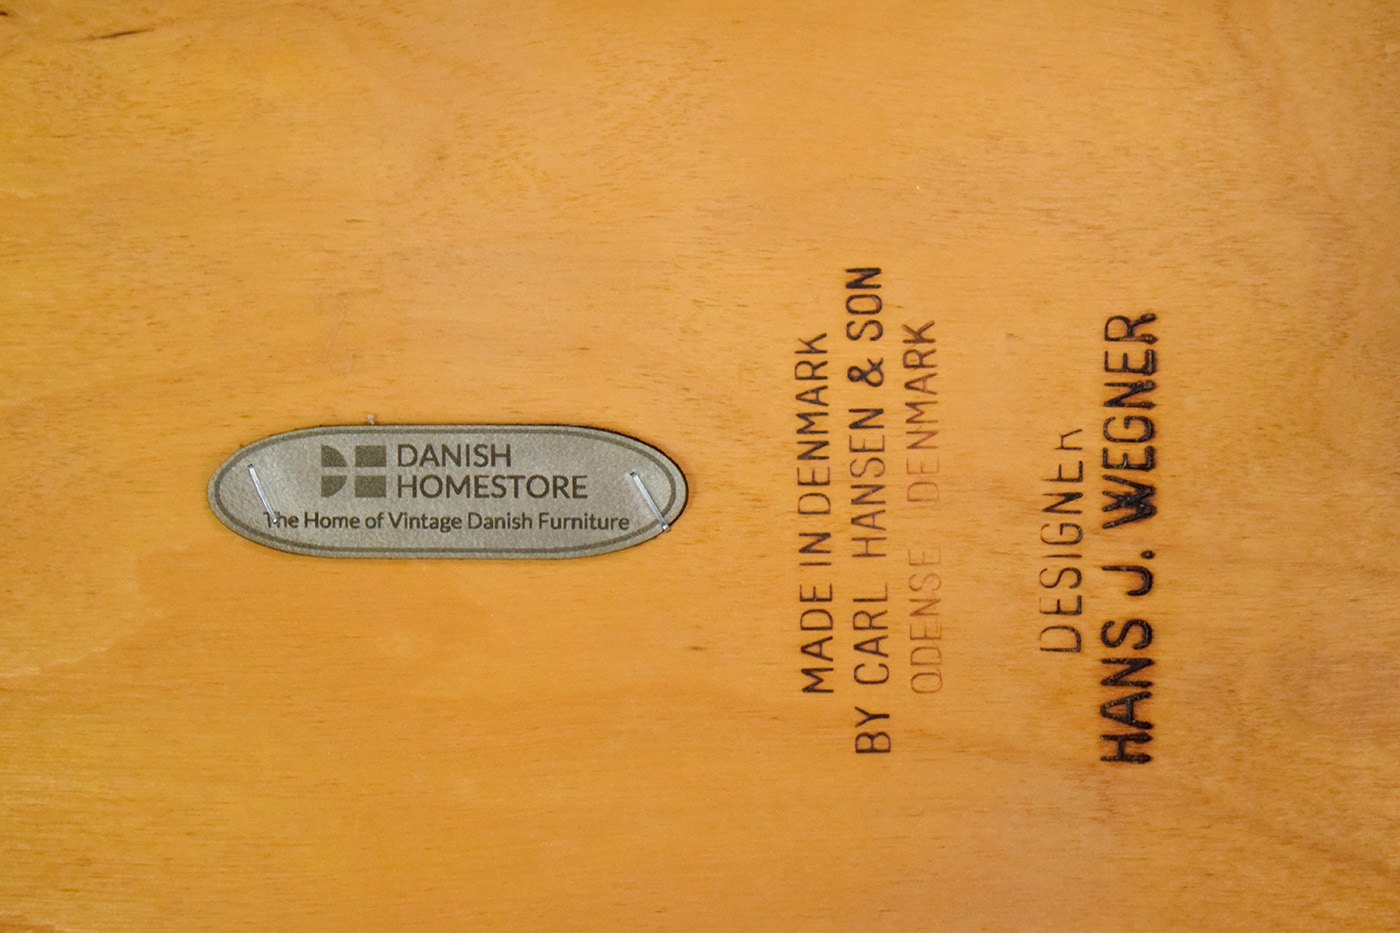 DANISH
HOMESTORE
The Home of Vintage Danish Furniture
MADE IN DENMARK
BY CARL HANSEN & SON
ODENSE DENMARK
DESIGNER
HANS J. WEGNER